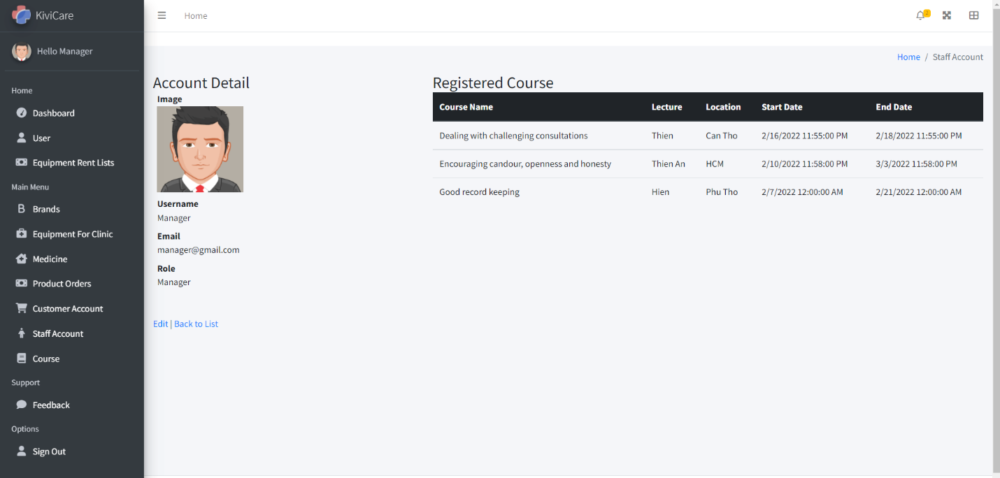 KiviCare
Home
2
Hello Manager
Home / Staff Account
Home
Dashboard
User
Equipment Rent Lists
Main Menu
Brands
Equipment For Clinic
Medicine
Product Orders
Customer Account
Staff Account
Course
Support
Feedback
Options
Sign Out
Account Detail
Image
Username
Manager
Email
manager@gmail.com
Role
Manager
Edit | Back to List
Registered Course
Course Name Lecture Location Start Date End Date
Dealing with challenging consultations Thien Can Tho 2/16/2022 11:55:00 PM 2/18/2022 11:55:00 PM
Encouraging candour, openness and honesty Thien An HCM 2/10/2022 11:58:00 PM 3/3/2022 11:58:00 PM
Good record keeping Hien Phu Tho 2/7/2022 12:00:00 AM 2/21/2022 12:00:00 AM